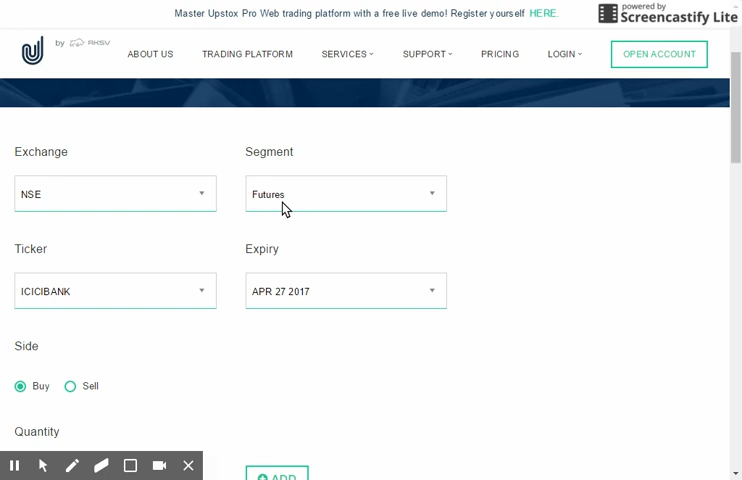 Master Upstox Pro Web trading platform with a free live demo! Register yourself HERE.
powered by
Screencastify Lite
by RKSV
ABOUT US TRADING PLATFORM SERVICES SUPPORT PRICING LOGIN OPEN ACCOUNT
Exchange Segment
NSE Futures
Ticker Expiry
ICICIBANK APR 27 2017
Side
Buy Sell
Quantity
ADD